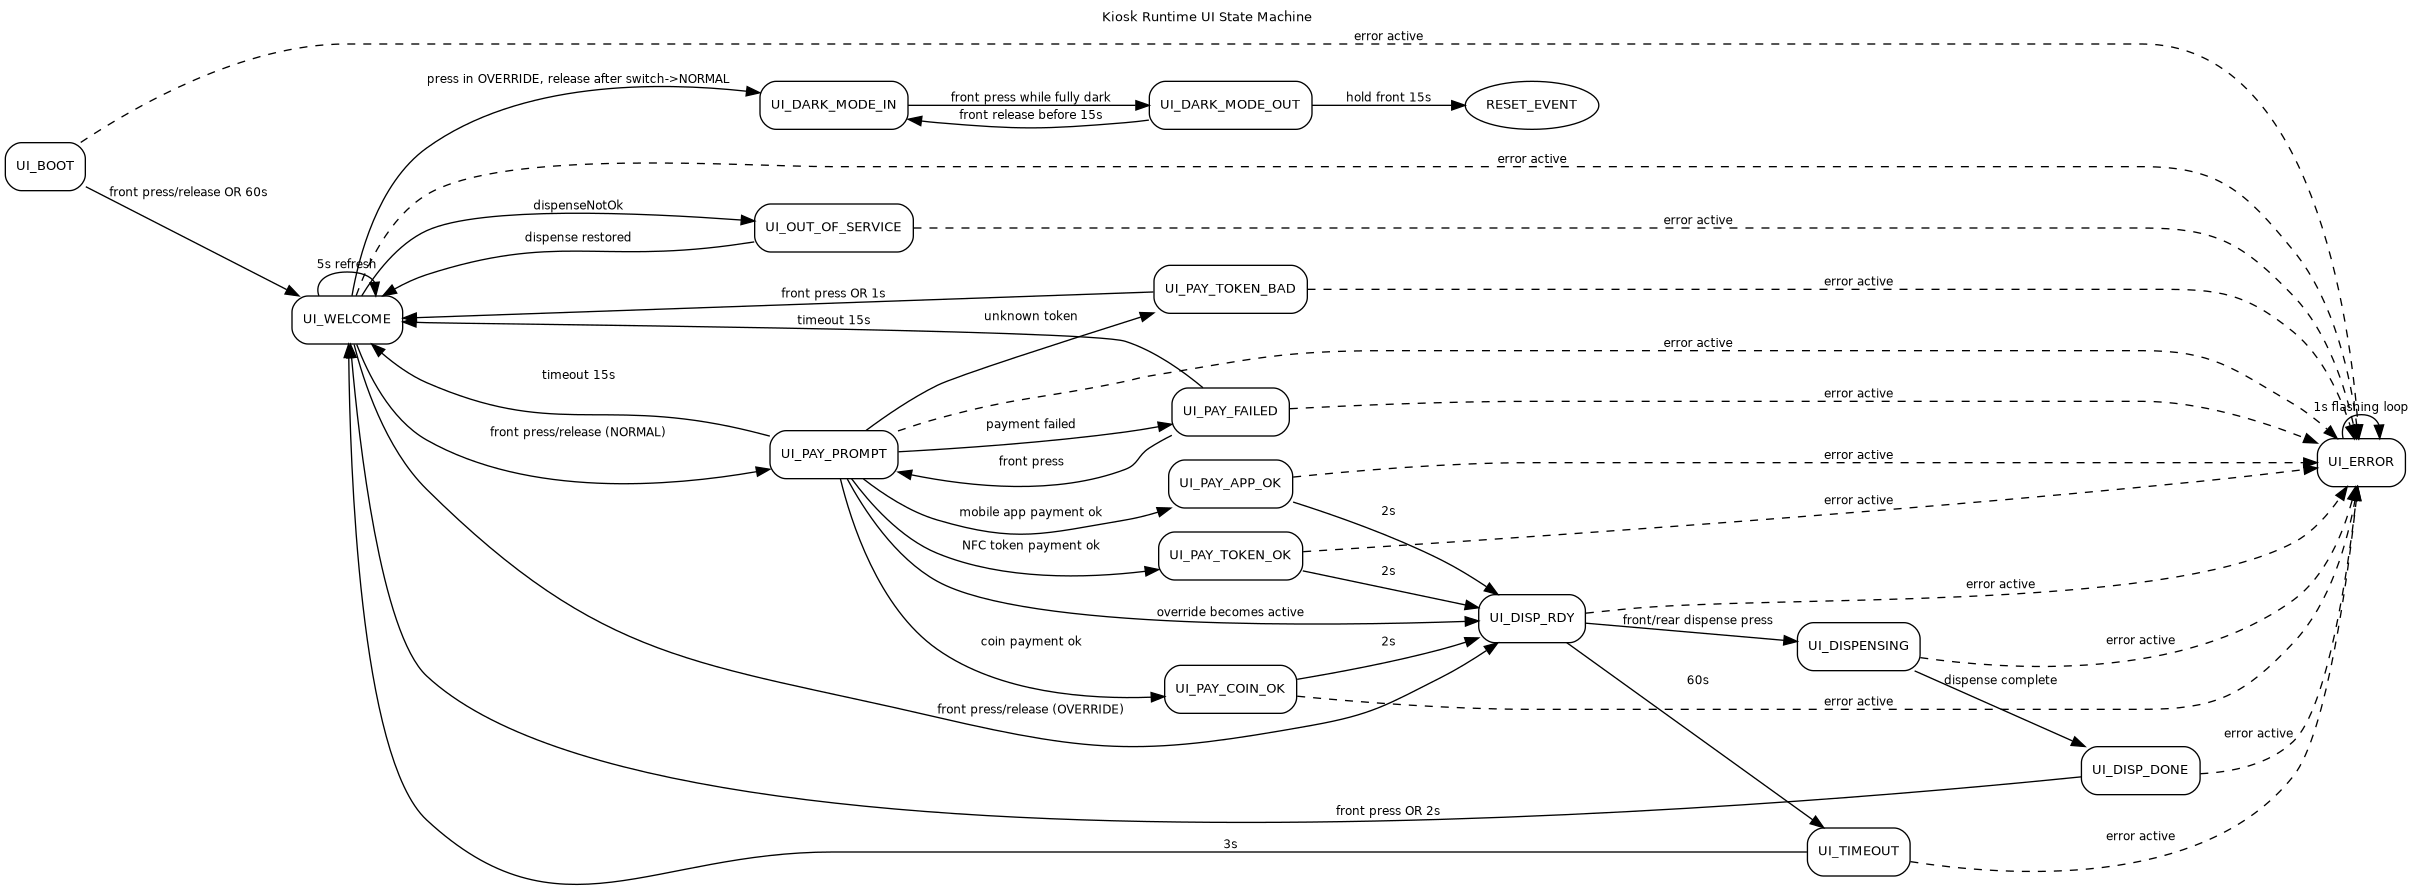 Kiosk Runtime UI State Machine
error active
press in OVERRIDE, release after switch->NORMAL
UI_DARK_MODE_IN
front press while fully dark
front release before 15s
UI_DARK_MODE_OUT
hold front 15s
RESET_EVENT
UI_BOOT
front press/release OR 60s
error active
dispenseNotOk
UI_OUT_OF_SERVICE
error active
dispense restored
5s refresh
UI_WELCOME
UI_PAY_TOKEN_BAD
error active
front press OR 1s
unknown token
timeout 15s
error active
timeout 15s
UI_PAY_FAILED
error active
1s flashing loop
front press/release (NORMAL)
payment failed
UI_PAY_PROMPT
front press
UI_ERROR
UI_PAY_APP_OK
error active
mobile app payment ok
2s
error active
NFC token payment ok
UI_PAY_TOKEN_OK
2s
error active
override becomes active
UI_DISP_RDY
front/rear dispense press
coin payment ok
2s
UI_DISPENSING
error active
UI_PAY_COIN_OK
60s
dispense complete
front press/release (OVERRIDE)
error active
error active
UI_DISP_DONE
front press OR 2s
3s
UI_TIMEOUT
error active